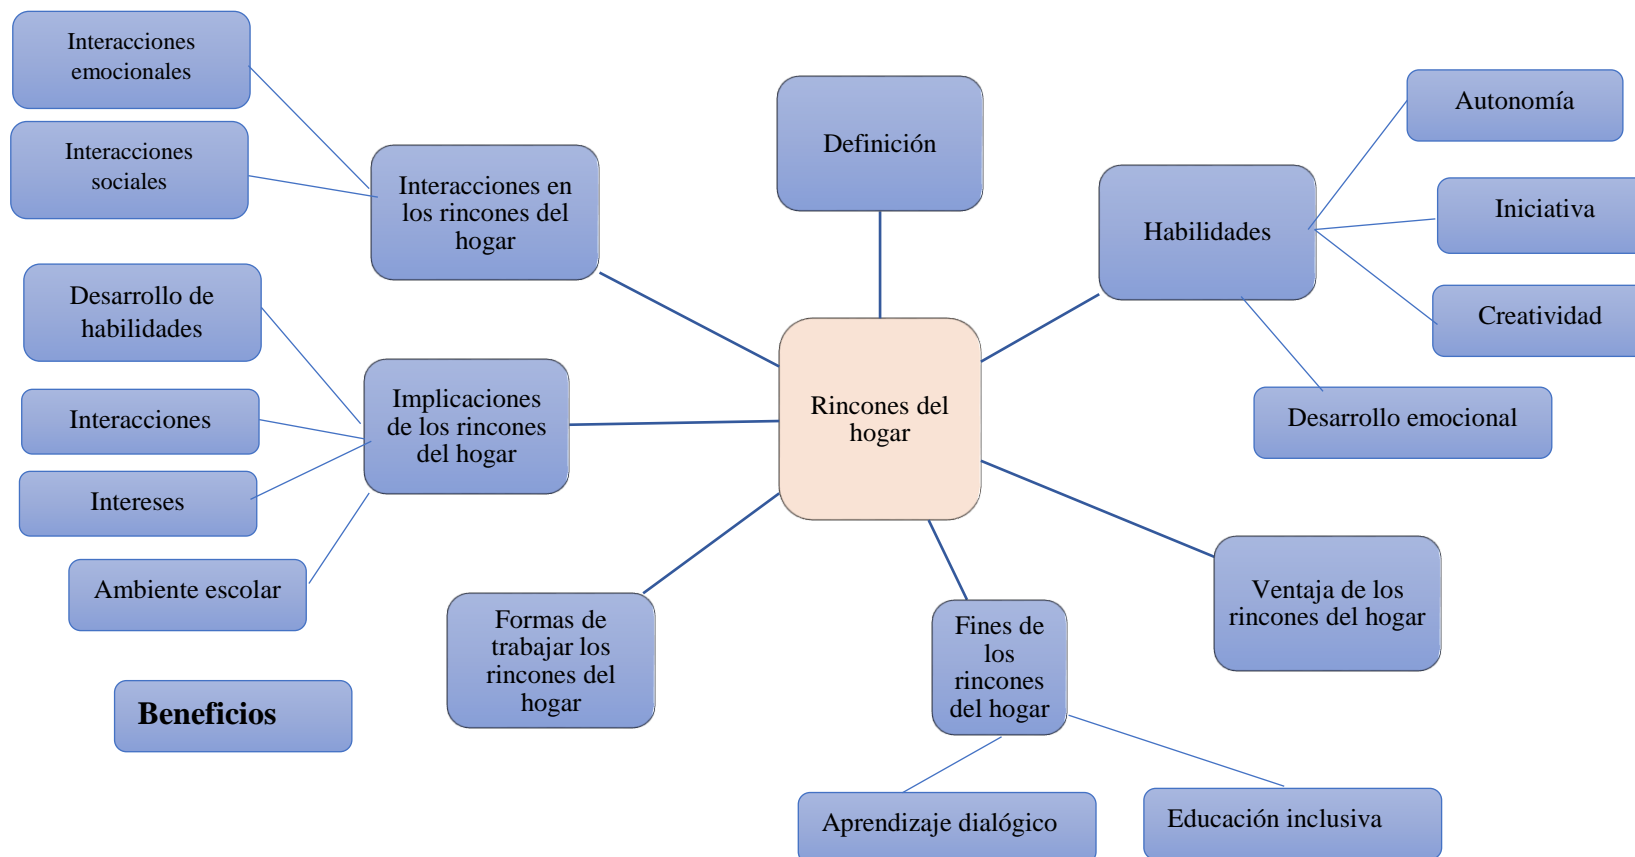 Interacciones
emocionales
Interacciones
sociales
Interacciones en
los rincones del
hogar
Definición
Habilidades
Autonomía
Iniciativa
Creatividad
Desarrollo emocional
Desarrollo de
habilidades
Interacciones
Intereses
Ambiente escolar
Implicaciones
de los rincones
del hogar
Rincones del
hogar
Formas de
trabajar los
rincones del
hogar
Fines de
los
rincones
del hogar
Ventaja de los
rincones del hogar
Beneficios
Aprendizaje dialógico
Educación inclusiva